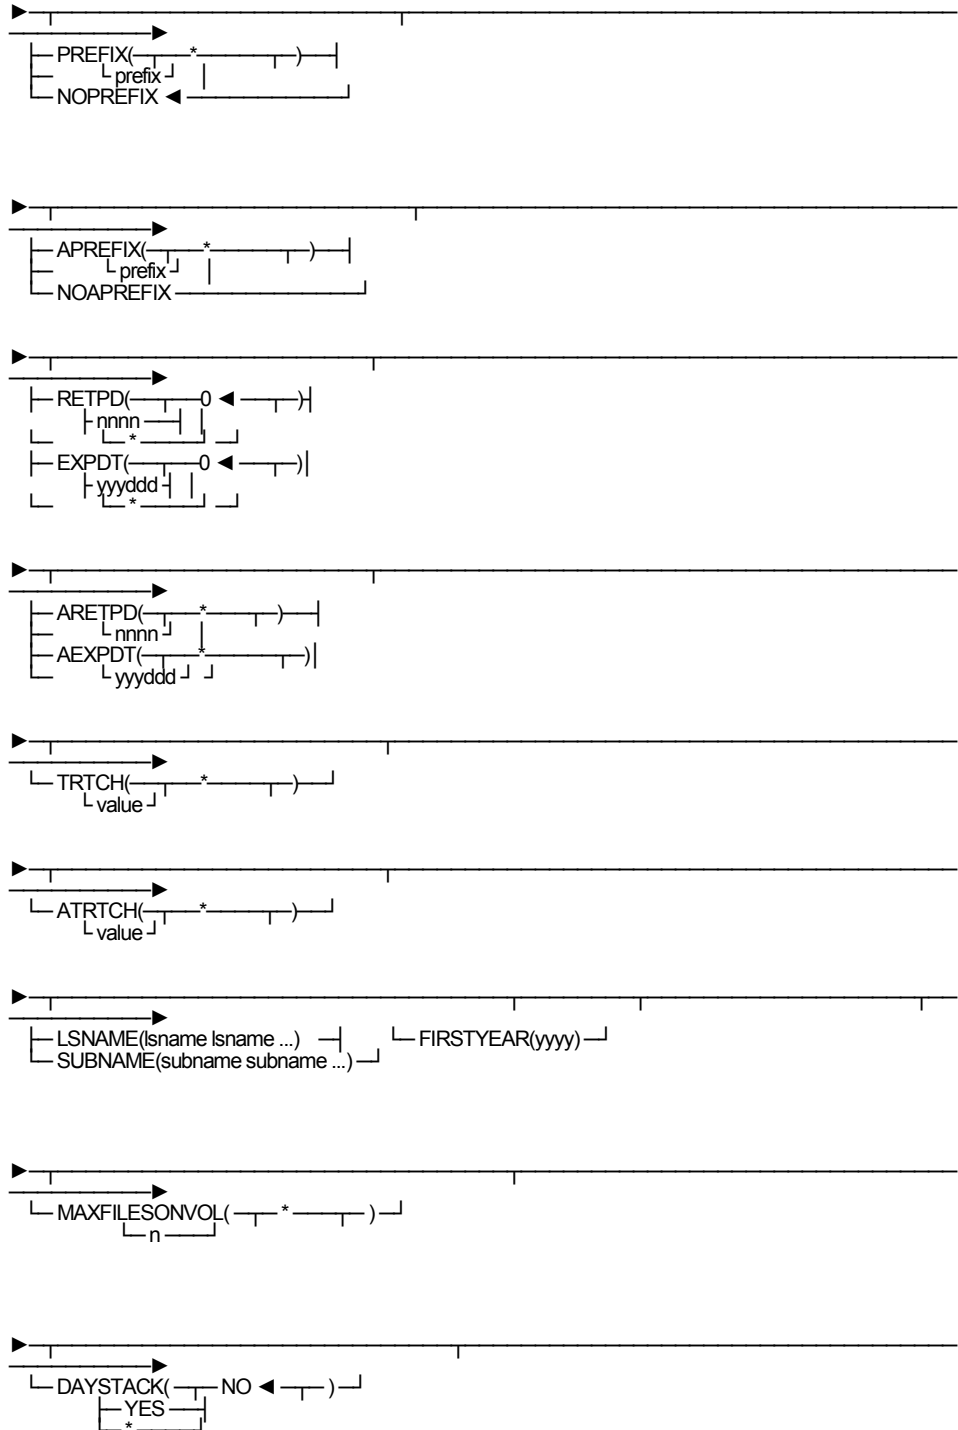 PREFIX( * )
prefix
NOPREFIX ◄
APREFIX( * )
prefix
NOAPREFIX
RETPD( 0 ◄ )
nnnn
*
EXPDT( 0 ◄ )
yyyddd
*
ARETPD( * )
nnnn
AEXPDT( * )
yyyddd
TRTCH( * )
value
ATRTCH( * )
value
LSNAME(lsname lsname ...) FIRSTYEAR(yyyy)
SUBNAME(subname subname ...)
MAXFILESONVOL( * )
n
DAYSTACK( NO ◄ )
YES
*